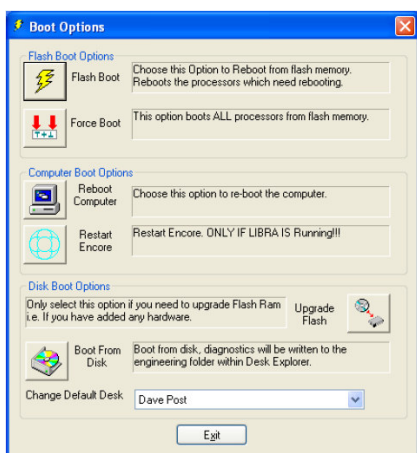 Boot Options
Flash Boot Options
Flash Boot
Choose this Option to Reboot from flash memory.
Reboots the processors which need rebooting.
Force Boot
This option boots ALL processors from flash memory.
Computer Boot Options
Reboot
Computer
Choose this option to re-boot the computer.
Restart
Encore
Restart Encore. ONLY IF LIBRA IS Running!!!
Disk Boot Options
Only select this option if you need to upgrade Flash Ram
i.e. If you have added any hardware.
Upgrade
Flash
Boot From
Disk
Boot from disk, diagnostics will be written to the
engineering folder within Desk Explorer.
Change Default Desk
Dave Post
Exit